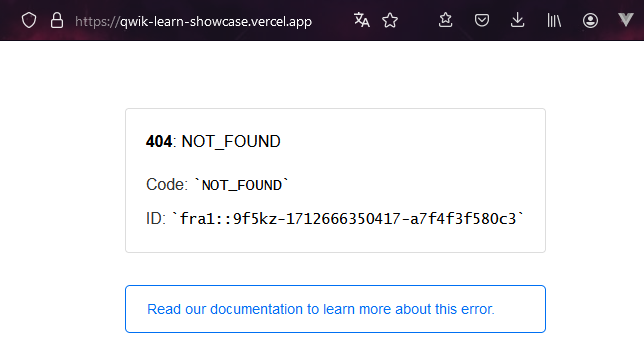 https://qwik-learn-showcase.vercel.app
404: NOT_FOUND
Code: `NOT_FOUND`
ID: `fra1::9f5kz-1712666350417-a7f4f3f580c3`
Read our documentation to learn more about this error.